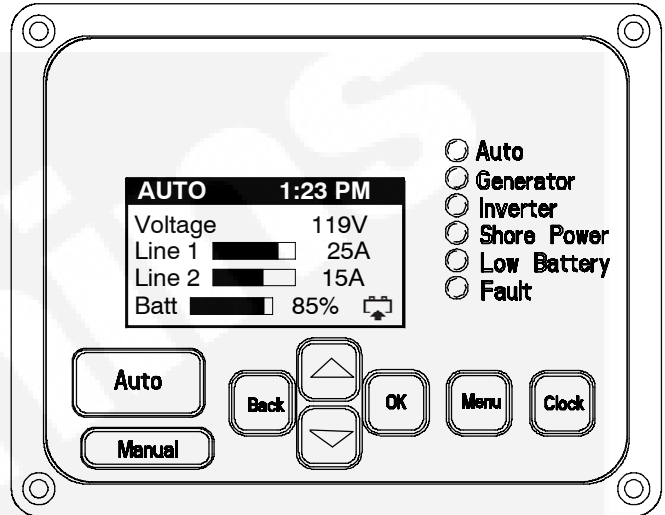 AUTO 1:23 PM
Voltage 119V
Line 1 25A
Line 2 15A
Batt 85%
Auto
Generator
Inverter
Shore Power
Low Battery
Fault
Auto
Manual
Back
OK
Menu
Clock